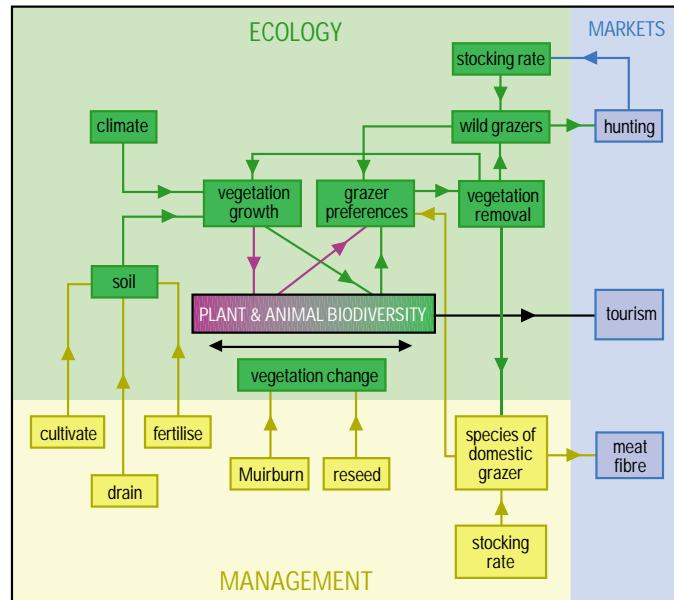 ECOLOGY
MARKETS
stocking rate
climate
wild grazers
hunting
vegetation
growth
grazer
preferences
vegetation
removal
soil
PLANT & ANIMAL BIODIVERSITY
tourism
vegetation change
cultivate
fertilise
species of
domestic
grazer
meat
fibre
Muirburn
reseed
drain
stocking
rate
MANAGEMENT